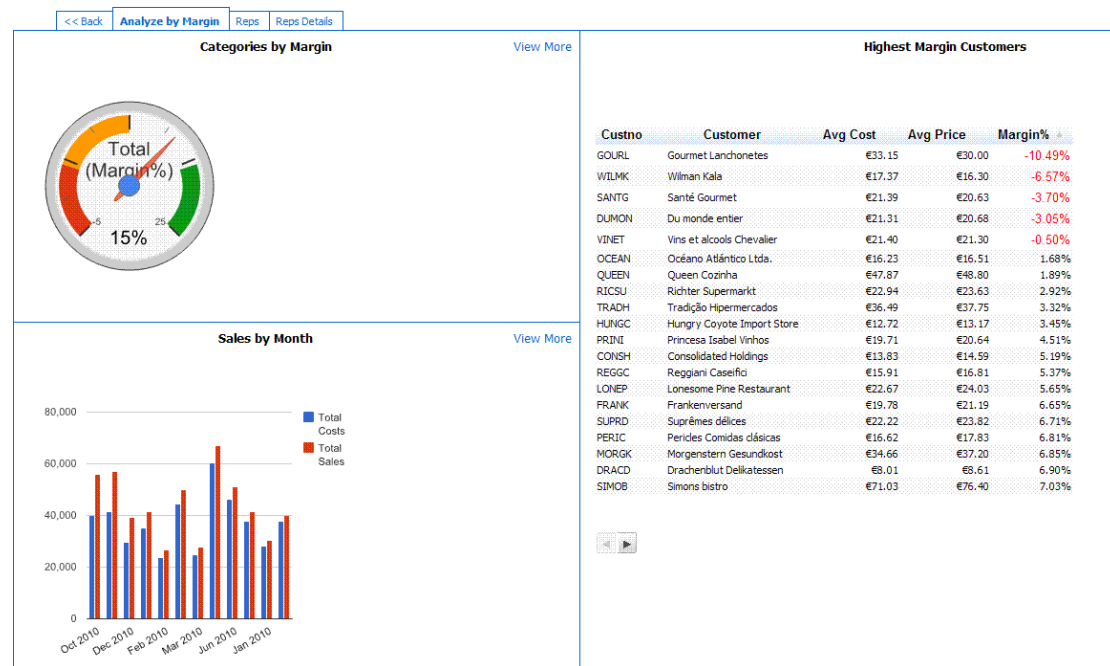 << Back Analyze by Margin Reps Reps Details
Categories by Margin View More
Total
(Margin%)
-5 25
15%
Sales by Month View More
80,000
60,000
40,000
20,000
0
Total
Costs
Total
Sales
Oct 2010 Dec 2010 Feb 2010 Mar 2010 Jun 2010 Jan 2010
Highest Margin Customers
Custno Customer Avg Cost Avg Price Margin%
GOURL Gourmet Lanchonetes €33.15 €30.00 -10.49%
WILMK Wilman Kala €17.37 €16.30 -6.57%
SANTG Santé Gourmet €21.39 €20.63 -3.70%
DUMON Du monde entier €21.31 €20.68 -3.05%
VINET Vins et alcools Chevalier €21.40 €21.30 -0.50%
OCEAN Océano Atlántico Ltda. €16.23 €16.51 1.68%
QUEEN Queen Cozinha €47.87 €48.80 1.89%
RICSU Richter Supermarkt €22.94 €23.63 2.92%
TRADH Tradição Hipermercados €36.49 €37.75 3.32%
HUNGC Hungry Coyote Import Store €12.72 €13.17 3.45%
PRINI Princesa Isabel Vinhos €19.71 €20.64 4.51%
CONSH Consolidated Holdings €13.83 €14.59 5.19%
REGGC Reggiani Caseifici €15.91 €16.81 5.37%
LONEP Lonesome Pine Restaurant €22.67 €24.03 5.65%
FRANK Frankenversand €19.78 €21.19 6.65%
SUPRD Suprêmes délices €22.22 €23.82 6.71%
PERIC Pericles Comidas clásicas €16.62 €17.83 6.81%
MORGK Morgenstern Gesundkost €34.66 €37.20 6.85%
DRACD Drachenblut Delikatessen €8.01 €8.61 6.90%
SIMOB Simons bistro €71.03 €76.40 7.03%